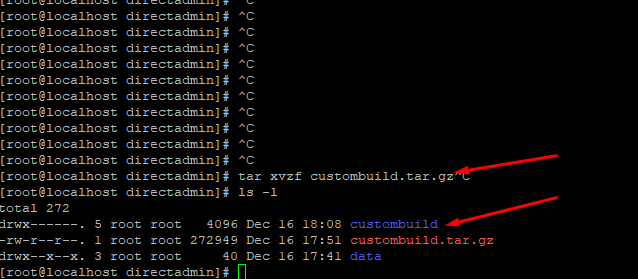 [root@localhost directadmin]# ^C
[root@localhost directadmin]# ^C
[root@localhost directadmin]# ^C
[root@localhost directadmin]# ^C
[root@localhost directadmin]# ^C
[root@localhost directadmin]# ^C
[root@localhost directadmin]# ^C
[root@localhost directadmin]# ^C
[root@localhost directadmin]# ^C
[root@localhost directadmin]# ^C
[root@localhost directadmin]# tar xvzf custombuild.tar.gz^C
[root@localhost directadmin]# ls -l
total 272
drwx------. 5 root root   4096 Dec 16 18:08 custombuild
-rw-r--r--. 1 root root 272949 Dec 16 17:51 custombuild.tar.gz
drwx--x--x. 3 root root     40 Dec 16 17:41 data
[root@localhost directadmin]#